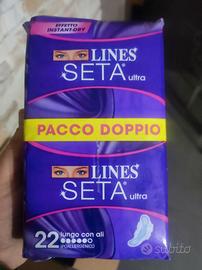 EFFETTO
INSTANT-DRY
LINES
SETA ultra
PACCO DOPPIO
LINES
SETA ultra
22 lungo con ali
IPOALLERGENICO
subito